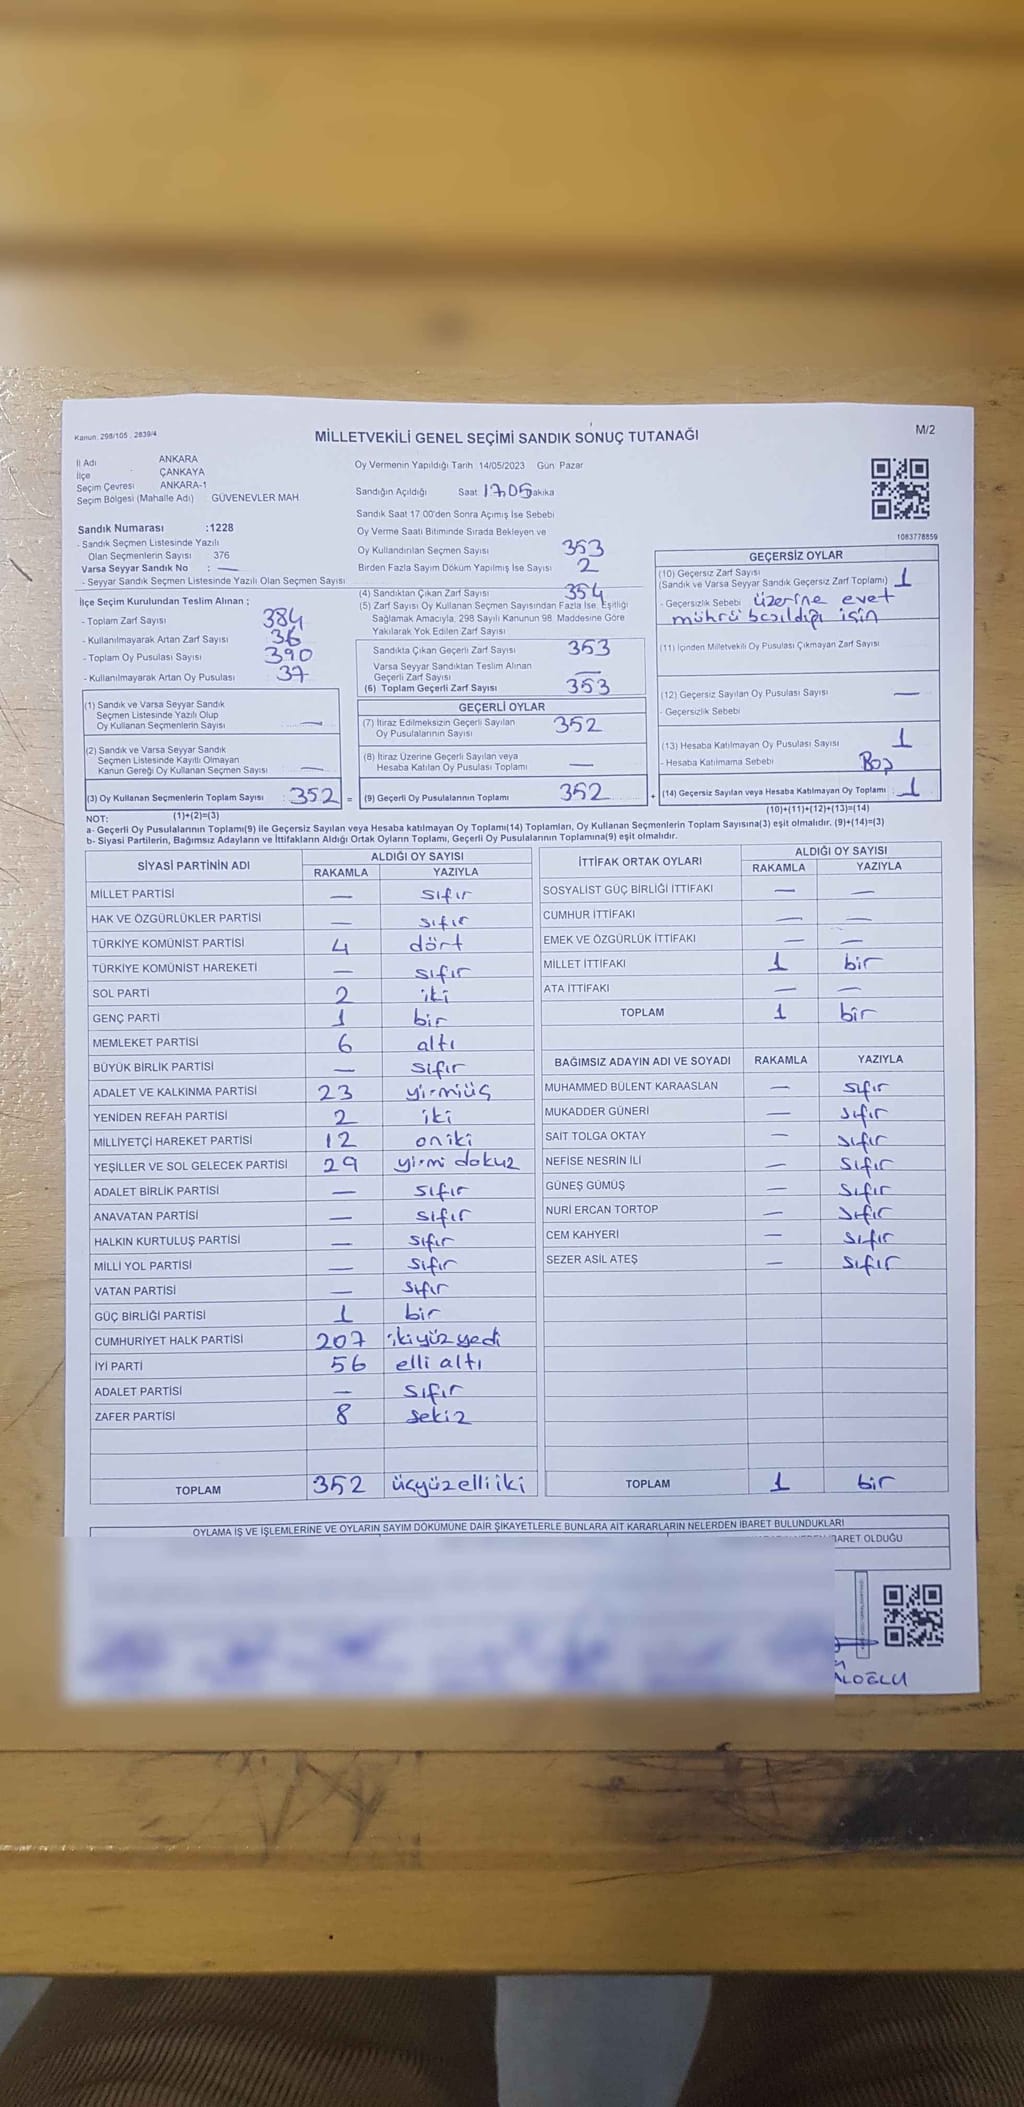 Kanun: 298/105 , 2839/4
MİLLETVEKİLİ GENEL SEÇİMİ SANDIK SONUÇ TUTANAĞI
M/2
İl Adı ANKARA
İlçe ÇANKAYA
Seçim Çevresi ANKARA-1
Seçim Bölgesi (Mahalle Adı) GÜVENEVLER MAH.
Oy Vermenin Yapıldığı Tarih 14/05/2023 Gün Pazar
Sandığın Açıldığı Saat 17 05 Dakika
Sandık Saat 17.00'den Sonra Açılmış İse Sebebi
Oy Verme Saati Bitiminde Sırada Bekleyen ve
Oy Kullandırılan Seçmen Sayısı 353
Birden Fazla Sayım Döküm Yapılmış İse Sayısı 2
1083778859
Sandık Numarası :1228
- Sandık Seçmen Listesinde Yazılı
Olan Seçmenlerin Sayısı 376
Varsa Seyyar Sandık No : —
- Seyyar Sandık Seçmen Listesinde Yazılı Olan Seçmen Sayısı
İlçe Seçim Kurulundan Teslim Alınan ;
- Toplam Zarf Sayısı 384
- Kullanılmayarak Artan Zarf Sayısı 36
- Toplam Oy Pusulası Sayısı 390
- Kullanılmayarak Artan Oy Pusulası 37
(1) Sandık ve Varsa Seyyar Sandık
Seçmen Listesinde Yazılı Olup
Oy Kullanan Seçmenlerin Sayısı —
(2) Sandık ve Varsa Seyyar Sandık
Seçmen Listesinde Kayıtlı Olmayan
Kanun Gereği Oy Kullanan Seçmen Sayısı —
(3) Oy Kullanan Seçmenlerin Toplam Sayısı : 352 =
(1)+(2)=(3)
(4) Sandıktan Çıkan Zarf Sayısı 354
(5) Zarf Sayısı Oy Kullanan Seçmen Sayısından Fazla İse, Eşitliği
Sağlamak Amacıyla, 298 Sayılı Kanunun 98. Maddesine Göre
Yakılarak Yok Edilen Zarf Sayısı
Sandıkta Çıkan Geçerli Zarf Sayısı 353
Varsa Seyyar Sandıktan Teslim Alınan
Geçerli Zarf Sayısı —
(6) Toplam Geçerli Zarf Sayısı 353
GEÇERLİ OYLAR
(7) İtiraz Edilmeksizin Geçerli Sayılan
Oy Pusulalarının Sayısı 352
(8) İtiraz Üzerine Geçerli Sayılan veya
Hesaba Katılan Oy Pusulası Toplamı —
(9) Geçerli Oy Pusulalarının Toplamı 352 +
GEÇERSİZ OYLAR
(10) Geçersiz Zarf Sayısı
(Sandık ve Varsa Seyyar Sandık Geçersiz Zarf Toplamı) 1
- Geçersizlik Sebebi üzerine evet
mührü basıldığı için
(11) İçinden Milletvekili Oy Pusulası Çıkmayan Zarf Sayısı
(12) Geçersiz Sayılan Oy Pusulası Sayısı —
- Geçersizlik Sebebi
(13) Hesaba Katılmayan Oy Pusulası Sayısı 1
- Hesaba Katılmama Sebebi Boş
(14) Geçersiz Sayılan veya Hesaba Katılmayan Oy Toplamı : 1
(10)+(11)+(12)+(13)=(14)
NOT:
a- Geçerli Oy Pusulalarının Toplamı(9) ile Geçersiz Sayılan veya Hesaba katılmayan Oy Toplamı(14) Toplamları, Oy Kullanan Seçmenlerin Toplam Sayısına(3) eşit olmalıdır. (9)+(14)=(3)
b- Siyasi Partilerin, Bağımsız Adayların ve İttifakların Aldığı Ortak Oyların Toplamı, Geçerli Oy Pusulalarının Toplamına(9) eşit olmalıdır.
SİYASİ PARTİNİN ADI ALDIĞI OY SAYISI
RAKAMLA YAZIYLA
MİLLET PARTİSİ — sıfır
HAK VE ÖZGÜRLÜKLER PARTİSİ — sıfır
TÜRKİYE KOMÜNİST PARTİSİ 4 dört
TÜRKİYE KOMÜNİST HAREKETİ — sıfır
SOL PARTİ 2 iki
GENÇ PARTİ 1 bir
MEMLEKET PARTİSİ 6 altı
BÜYÜK BİRLİK PARTİSİ — sıfır
ADALET VE KALKINMA PARTİSİ 23 yirmiüç
YENİDEN REFAH PARTİSİ 2 iki
MİLLİYETÇİ HAREKET PARTİSİ 12 oniki
YEŞİLLER VE SOL GELECEK PARTİSİ 29 yirmi dokuz
ADALET BİRLİK PARTİSİ — sıfır
ANAVATAN PARTİSİ — sıfır
HALKIN KURTULUŞ PARTİSİ — sıfır
MİLLİ YOL PARTİSİ — sıfır
VATAN PARTİSİ — sıfır
GÜÇ BİRLİĞİ PARTİSİ 1 bir
CUMHURİYET HALK PARTİSİ 207 ikiyüz yedi
İYİ PARTİ 56 elli altı
ADALET PARTİSİ — sıfır
ZAFER PARTİSİ 8 sekiz
TOPLAM 352 üçyüzelliiki
İTTİFAK ORTAK OYLARI ALDIĞI OY SAYISI
RAKAMLA YAZIYLA
SOSYALİST GÜÇ BİRLİĞİ İTTİFAKI — —
CUMHUR İTTİFAKI — —
EMEK VE ÖZGÜRLÜK İTTİFAKI — —
MİLLET İTTİFAKI 1 bir
ATA İTTİFAKI — —
TOPLAM 1 bir
BAĞIMSIZ ADAYIN ADI VE SOYADI RAKAMLA YAZIYLA
MUHAMMED BÜLENT KARAASLAN — sıfır
MUKADDER GÜNERİ — sıfır
SAİT TOLGA OKTAY — sıfır
NEFİSE NESRİN İLİ — sıfır
GÜNEŞ GÜMÜŞ — sıfır
NURİ ERCAN TORTOP — sıfır
CEM KAHYERİ — sıfır
SEZER ASİL ATEŞ — sıfır
TOPLAM 1 bir
OYLAMA İŞ VE İŞLEMLERİNE VE OYLARIN SAYIM DÖKÜMÜNE DAİR ŞİKAYETLERLE BUNLARA AİT KARARLARIN NELERDEN İBARET BULUNDUKLARI
İBARET OLDUĞU
ALOĞLU